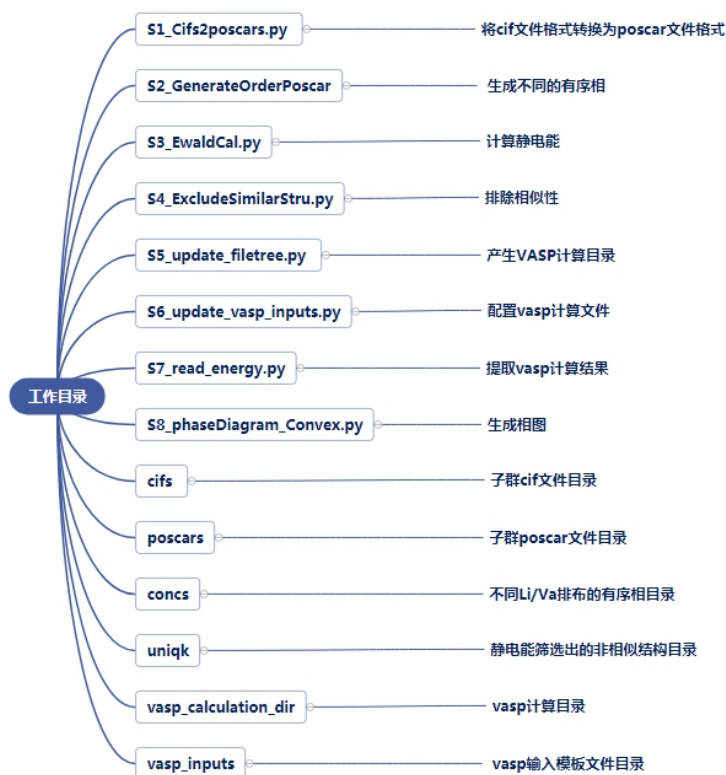 S1_Cifs2poscars.py 将cif文件格式转换为poscar文件格式
S2_GenerateOrderPoscar 生成不同的有序相
S3_EwaldCal.py 计算静电能
S4_ExcludeSimilarStru.py 排除相似性
S5_update_filetree.py 产生VASP计算目录
S6_update_vasp_inputs.py 配置vasp计算文件
S7_read_energy.py 提取vasp计算结果
工作目录
S8_phaseDiagram_Convex.py 生成相图
cifs 子群cif文件目录
poscars 子群poscar文件目录
concs 不同Li/Va排布的有序相目录
uniqk 静电能筛选出的非相似结构目录
vasp_calculation_dir vasp计算目录
vasp_inputs vasp输入模板文件目录